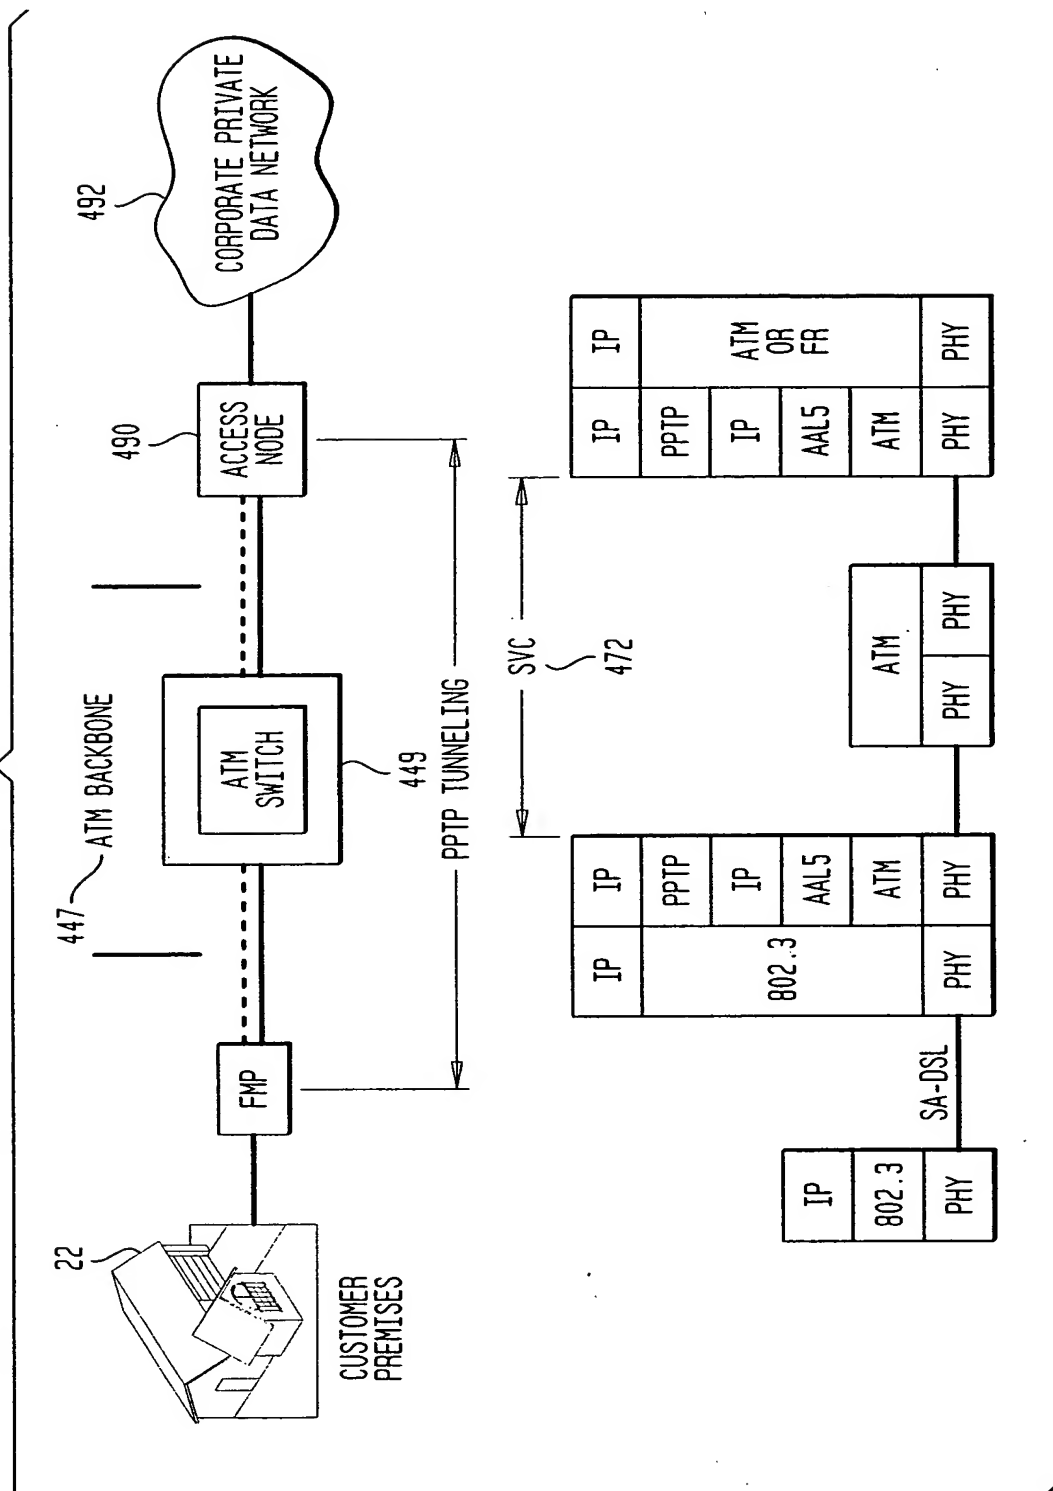 22
CUSTOMER
PREMISES
FMP
447
ATM BACKBONE
ATM
SWITCH
449
490
ACCESS
NODE
492
CORPORATE PRIVATE
DATA NETWORK
PPTP TUNNELING
SVC
472
IP
802.3
PHY
SA-DSL
IP
802.3
PHY
IP
PPTP
IP
AAL5
ATM
PHY
ATM
PHY
PHY
IP
PPTP
IP
AAL5
ATM
PHY
IP
ATM
OR
FR
PHY